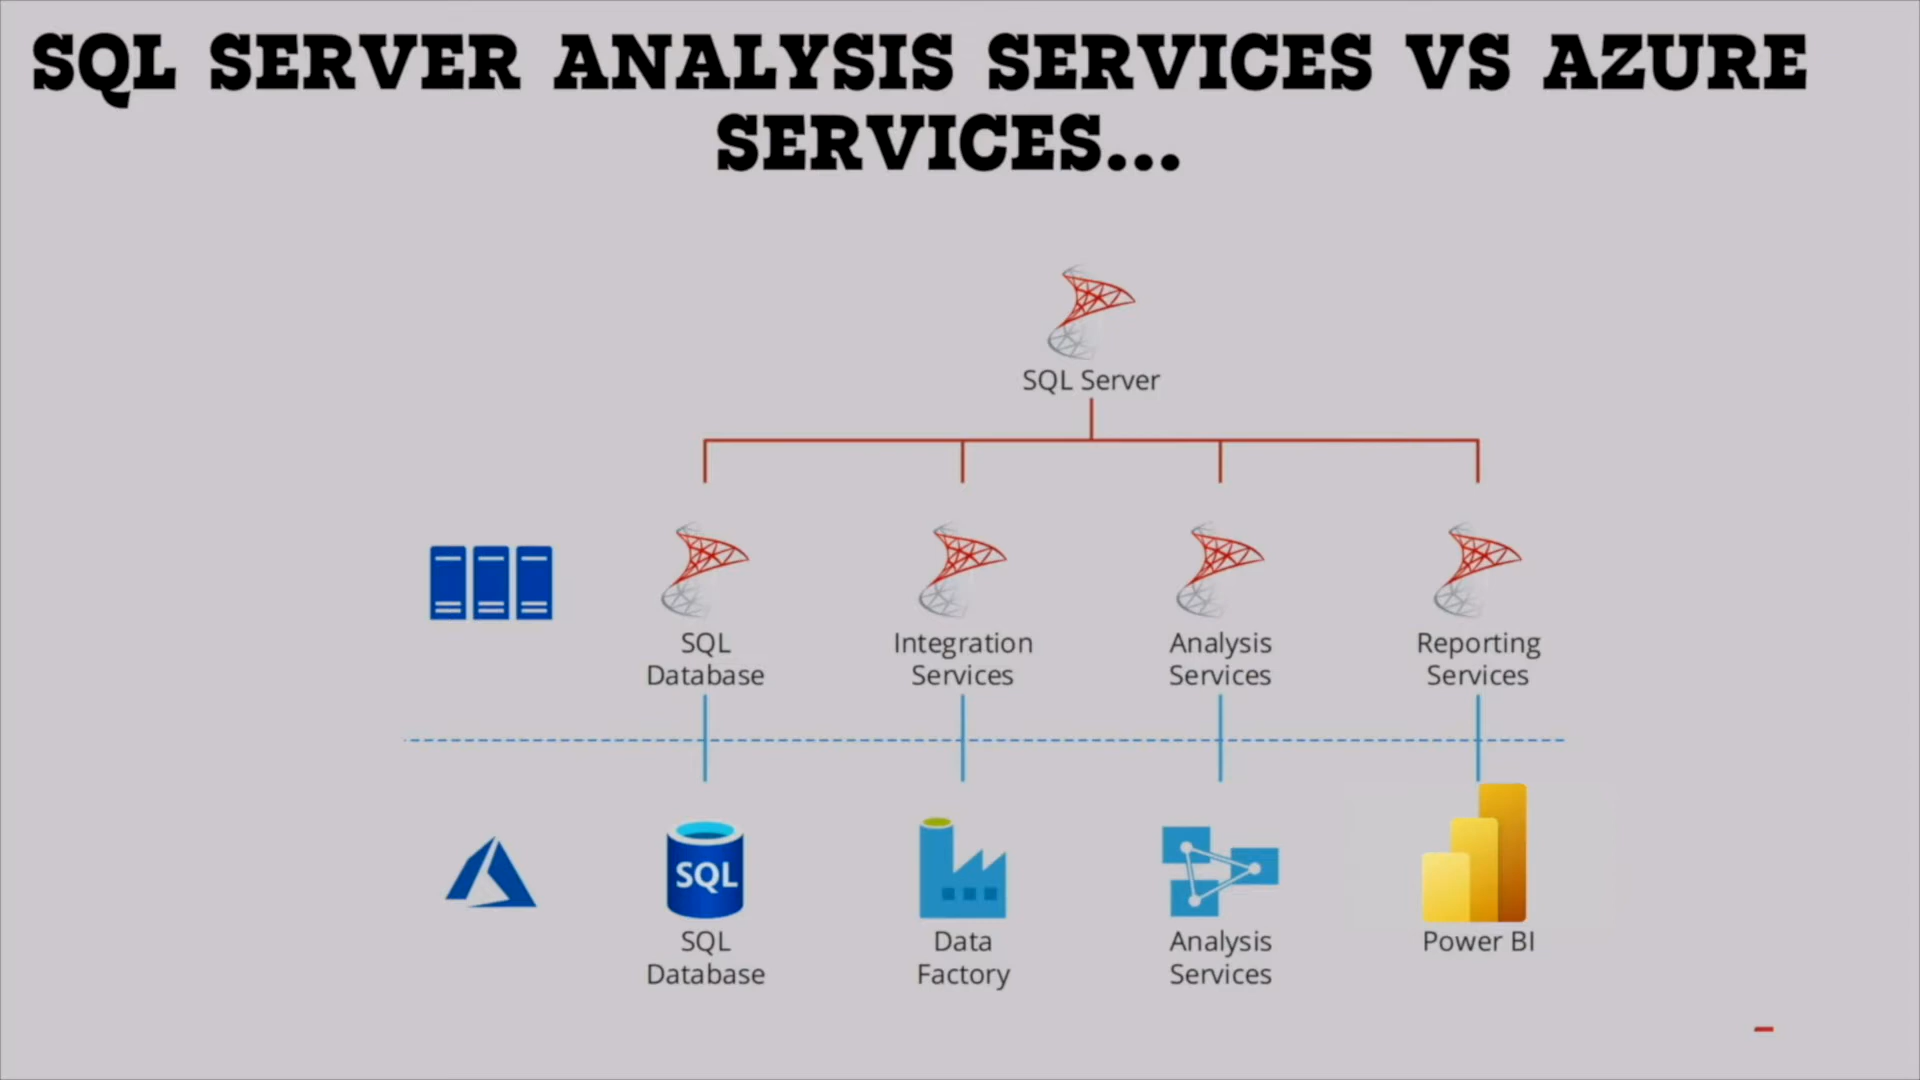 SQL SERVER ANALYSIS SERVICES VS AZURE
SERVICES...
SQL Server
SQL
Database
Integration
Services
Analysis
Services
Reporting
Services
SQL
SQL
Database
Data
Factory
Analysis
Services
Power BI